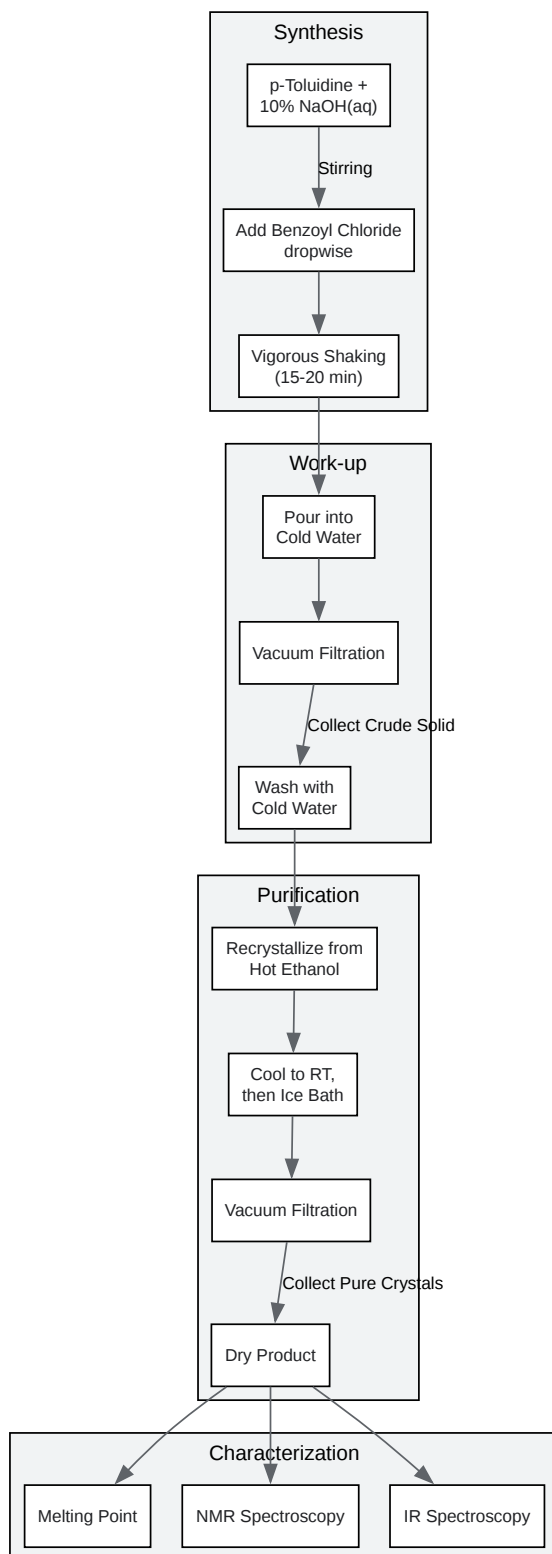 Synthesis
p-Toluidine +
10% NaOH(aq)
Stirring
Add Benzoyl Chloride
dropwise
Vigorous Shaking
(15-20 min)
Work-up
Pour into
Cold Water
Vacuum Filtration
Collect Crude Solid
Wash with
Cold Water
Purification
Recrystallize from
Hot Ethanol
Cool to RT,
then Ice Bath
Vacuum Filtration
Collect Pure Crystals
Dry Product
Characterization
Melting Point
NMR Spectroscopy
IR Spectroscopy